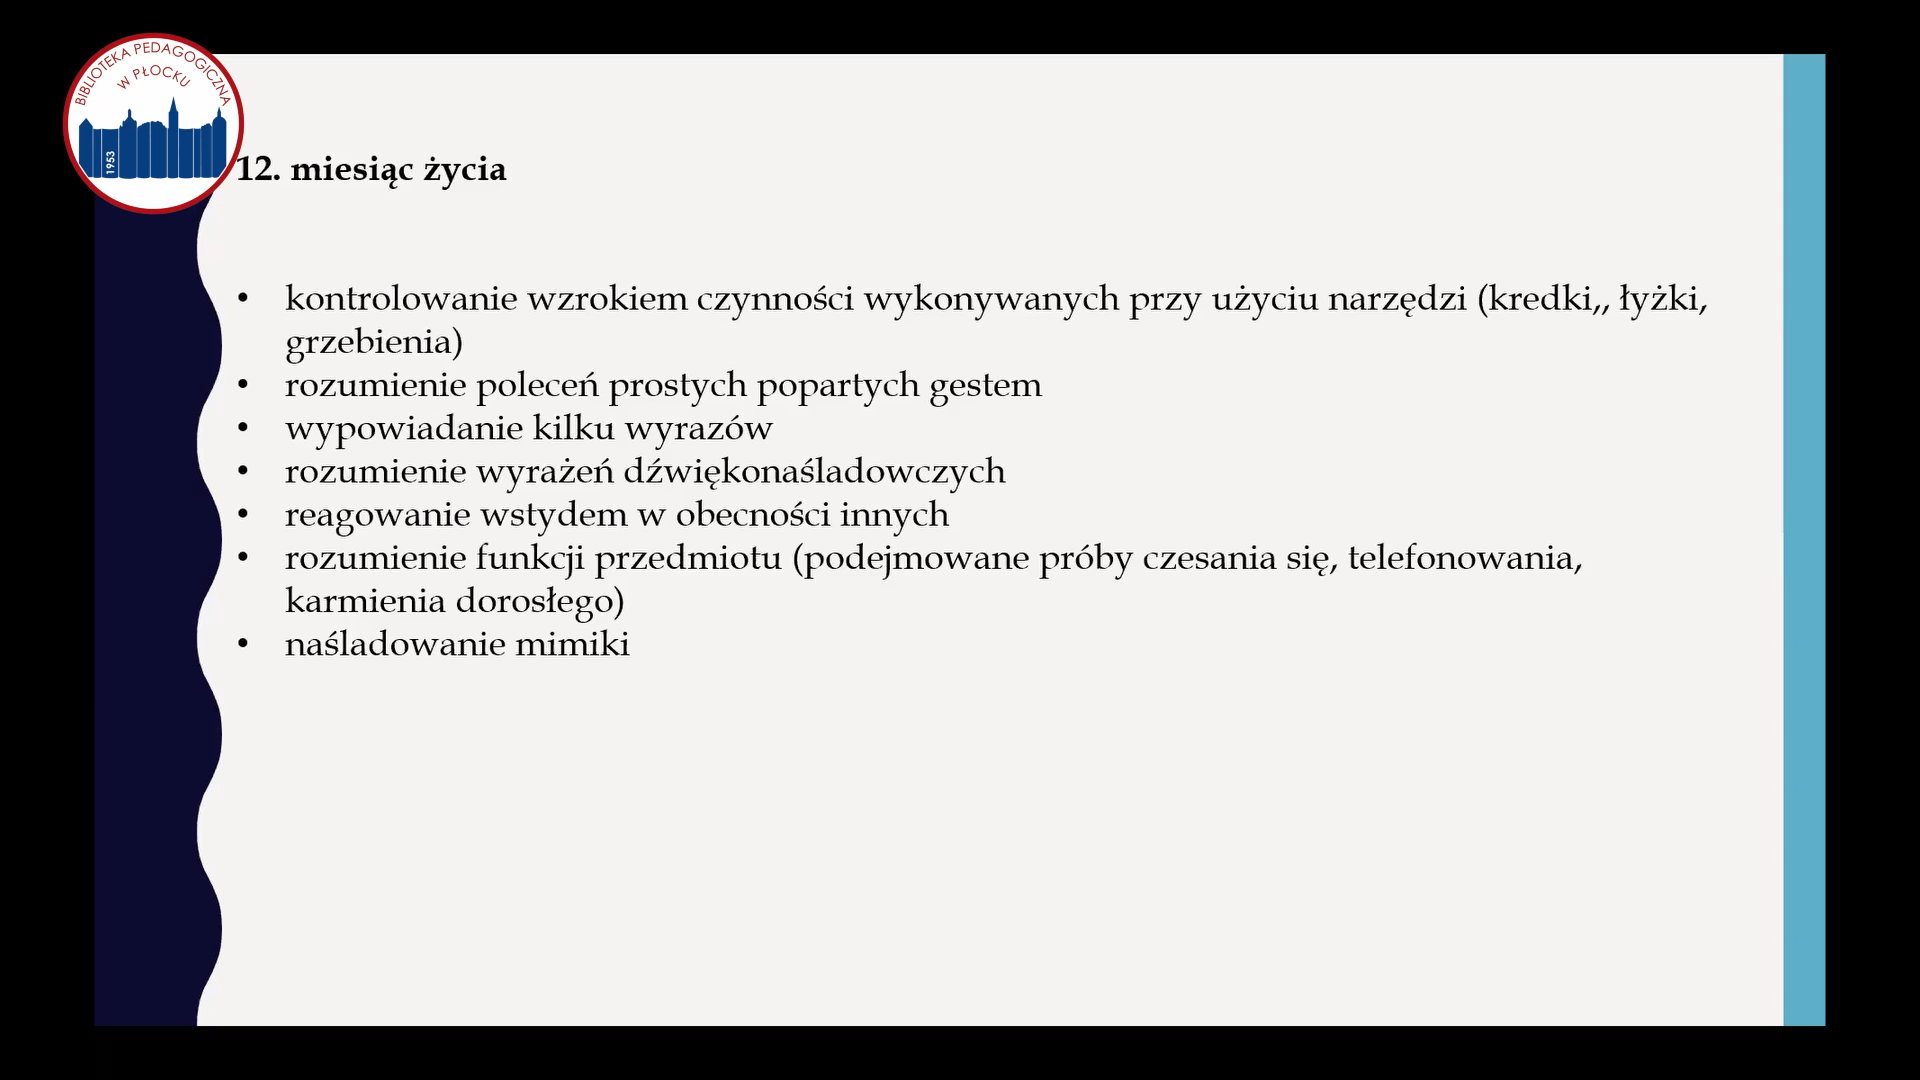 BIBLIOTEKA PEDAGOGICZNA
W PŁOCKU
1953
12. miesiąc życia
• kontrolowanie wzrokiem czynności wykonywanych przy użyciu narzędzi (kredki,, łyżki,
grzebienia)
• rozumienie poleceń prostych popartych gestem
• wypowiadanie kilku wyrazów
• rozumienie wyrażeń dźwiękonaśladowczych
• reagowanie wstydem w obecności innych
• rozumienie funkcji przedmiotu (podejmowane próby czesania się, telefonowania,
karmienia dorosłego)
• naśladowanie mimiki